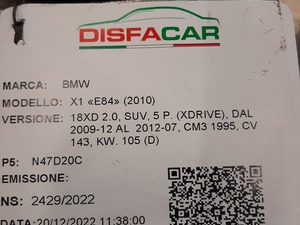 DISFACAR
MARCA: BMW
MODELLO: X1 «E84» (2010)
VERSIONE: 18XD 2.0, SUV, 5 P. (XDRIVE), DAL
2009-12 AL 2012-07, CM3 1995, CV
143, KW. 105 (D)
P5: N47D20C
EMISSIONE:
NS: 2429/2022
DATA:20/12/2022 11:38:00